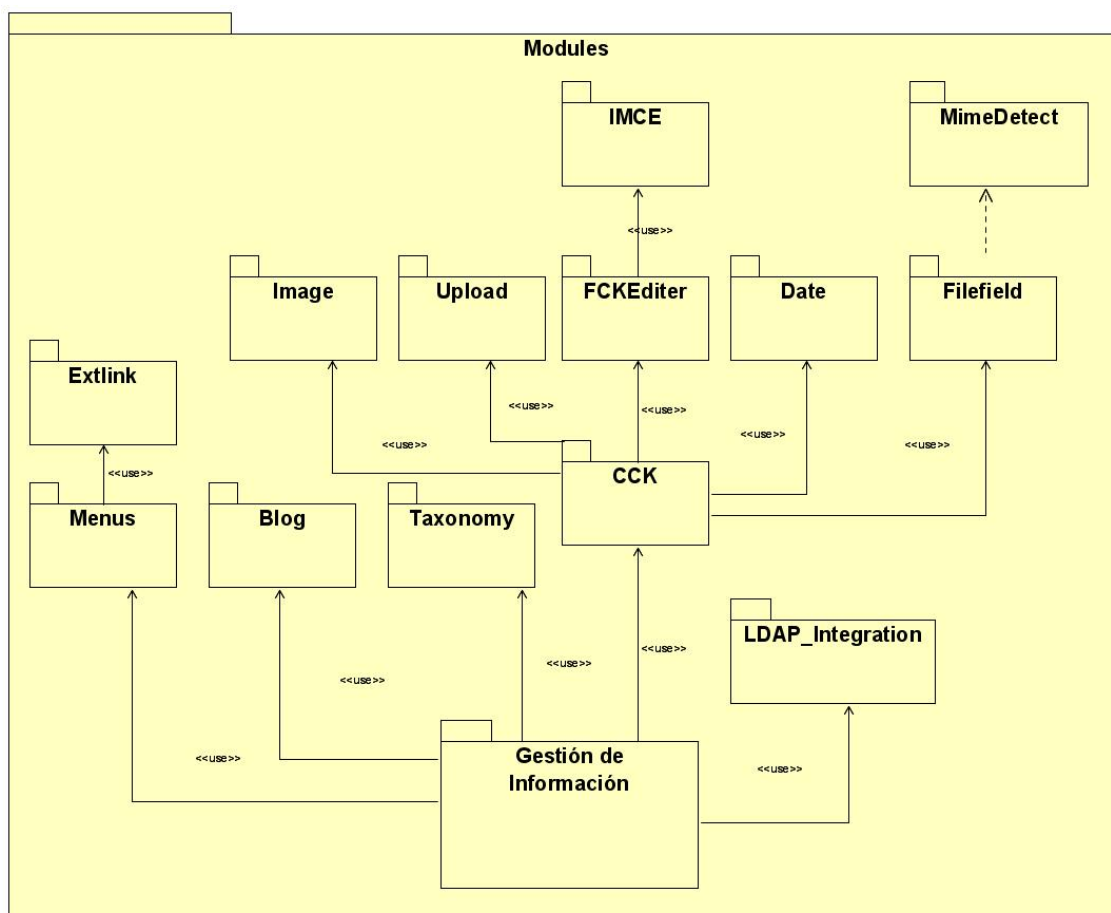 Modules
IMCE
MimeDetect
<<use>>
Image
Upload
FCKEditer
Date
Filefield
Extlink
<<use>>
<<use>>
<<use>>
<<use>>
<<use>>
<<use>>
CCK
Menus
Blog
Taxonomy
LDAP_Integration
<<use>>
<<use>>
<<use>>
<<use>>
<<use>>
Gestión de
Información